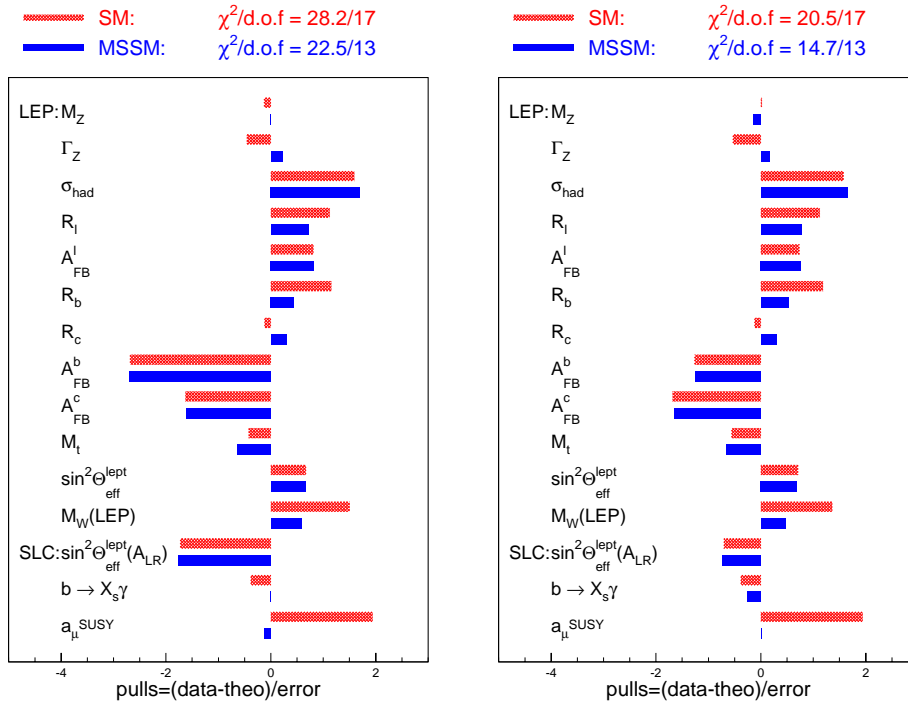 SM: χ²/d.o.f = 28.2/17
MSSM: χ²/d.o.f = 22.5/13
LEP: M_Z
Γ_Z
σ_had
R_l
A^l_FB
R_b
R_c
A^b_FB
A^c_FB
M_t
sin²Θ^lept_eff
M_W(LEP)
SLC: sin²Θ^lept_eff(A_LR)
b → X_sγ
a_μ^SUSY
-4 -2 0 2
pulls=(data-theo)/error
SM: χ²/d.o.f = 20.5/17
MSSM: χ²/d.o.f = 14.7/13
LEP: M_Z
Γ_Z
σ_had
R_l
A^l_FB
R_b
R_c
A^b_FB
A^c_FB
M_t
sin²Θ^lept_eff
M_W(LEP)
SLC: sin²Θ^lept_eff(A_LR)
b → X_sγ
a_μ^SUSY
-4 -2 0 2
pulls=(data-theo)/error